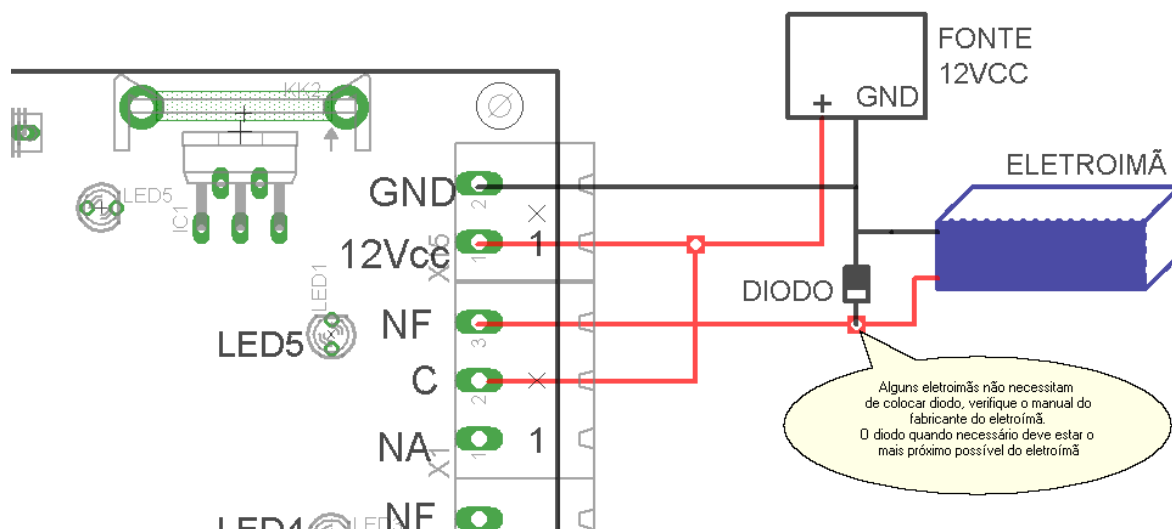 FONTE
12VCC
+ GND
KK2
ELETROIMÃ
LED5
IC1
GND
2
12Vcc
1
1
X5
LED1
DIODO
LED5
NF
3
C
2
NA
1
1
X1
Alguns eletroimãs não necessitam
de colocar diodo, verifique o manual do
fabricante do eletroímã.
O diodo quando necessário deve estar o
mais próximo possível do eletroímã
LED4
LED3
NF